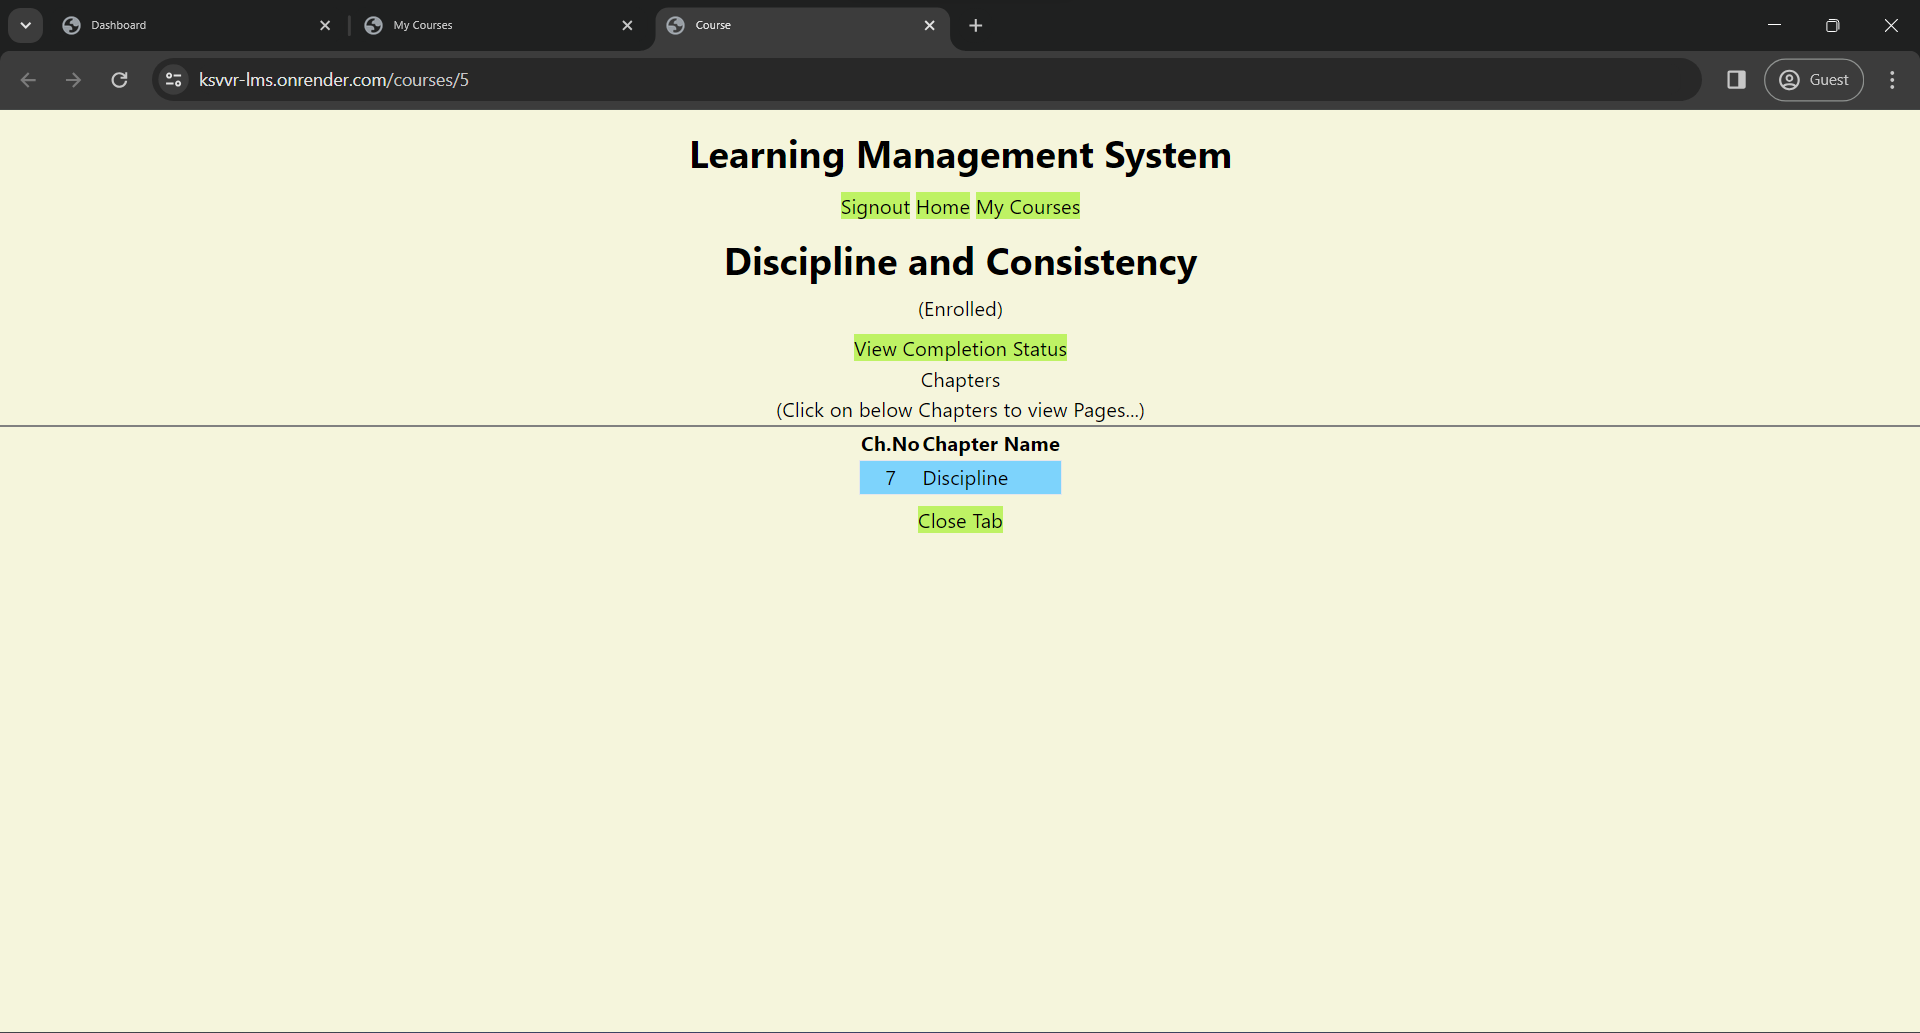 Dashboard
My Courses
Course
ksvvr-lms.onrender.com/courses/5
Guest
Learning Management System
Signout Home My Courses
Discipline and Consistency
(Enrolled)
View Completion Status
Chapters
(Click on below Chapters to view Pages...)
Ch.No Chapter Name
7 Discipline
Close Tab